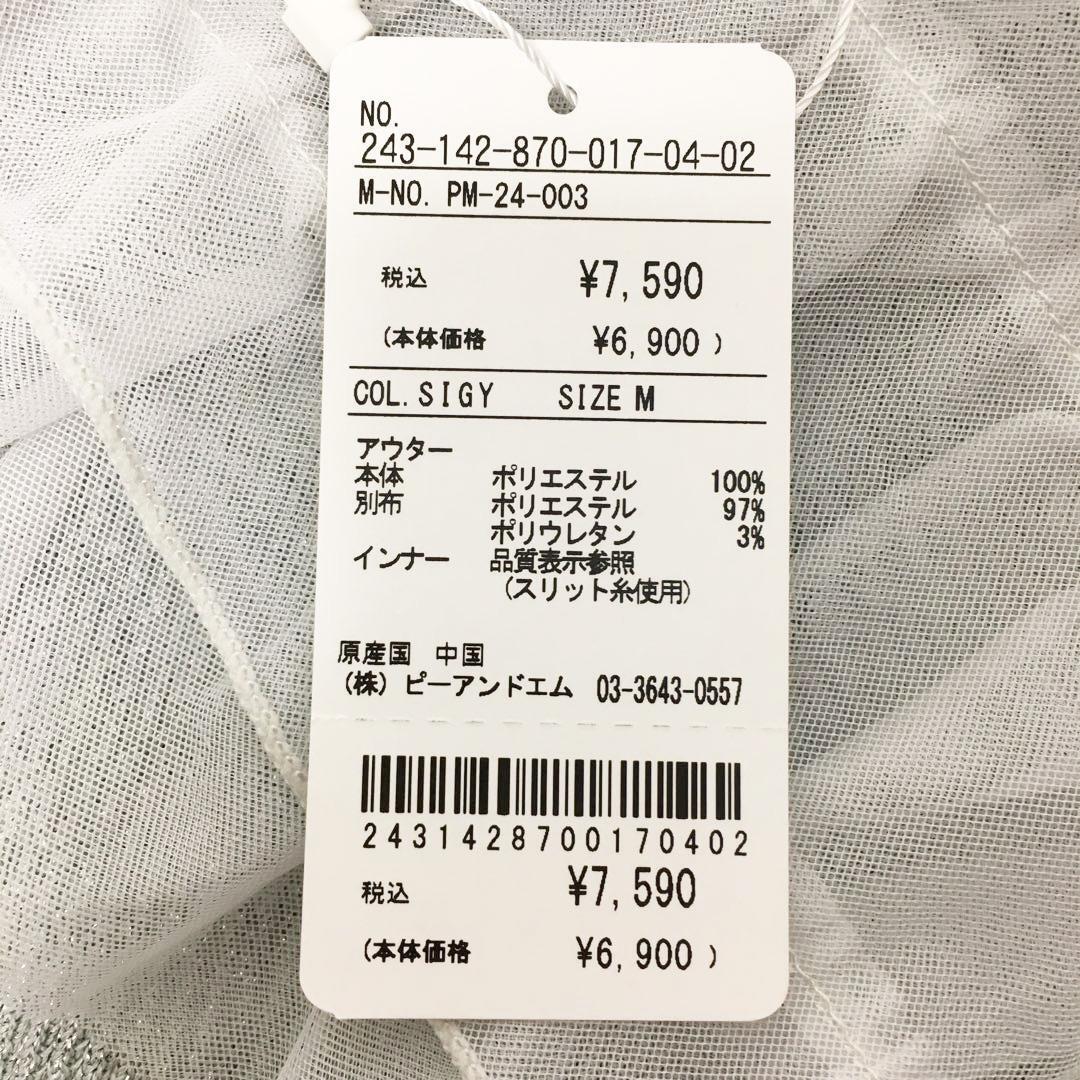 NO.
243-142-870-017-04-02
M-NO. PM-24-003
税込 ¥7,590
(本体価格 ¥6,900 )
COL. SIGY SIZE M
アウター
本体 ポリエステル 100%
別布 ポリエステル 97%
ポリウレタン 3%
インナー 品質表示参照
(スリット糸使用)
原産国 中国
(株) ピーアンドエム 03-3643-0557
2431428700170402
税込 ¥7,590
(本体価格 ¥6,900 )